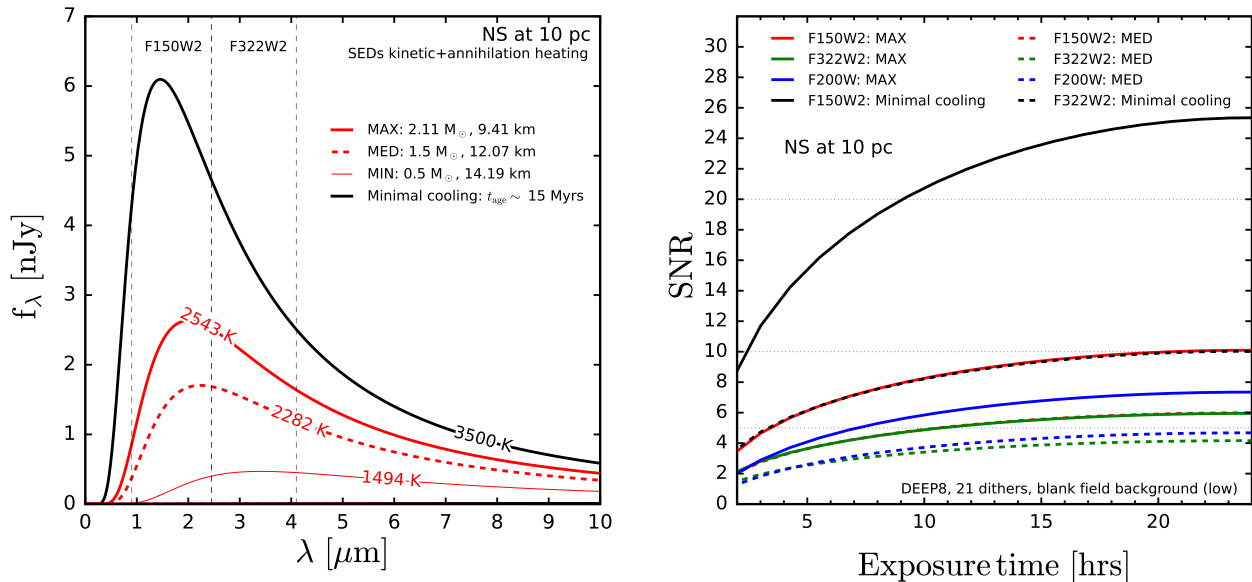 NS at 10 pc
SEDs kinetic+annihilation heating
F150W2
F322W2
MAX: 2.11 M☉, 9.41 km
MED: 1.5 M☉, 12.07 km
MIN: 0.5 M☉, 14.19 km
Minimal cooling: t_age ∼ 15 Myrs
2543 K
2282 K
3500 K
1494 K
7
6
5
4
3
2
1
0
f_λ [nJy]
0 1 2 3 4 5 6 7 8 9 10
λ [μm]
F150W2: MAX
F322W2: MAX
F200W: MAX
F150W2: Minimal cooling
F150W2: MED
F322W2: MED
F200W: MED
F322W2: Minimal cooling
NS at 10 pc
DEEP8, 21 dithers, blank field background (low)
30
28
26
24
22
20
18
16
14
12
10
8
6
4
2
0
SNR
5 10 15 20
Exposure time [hrs]